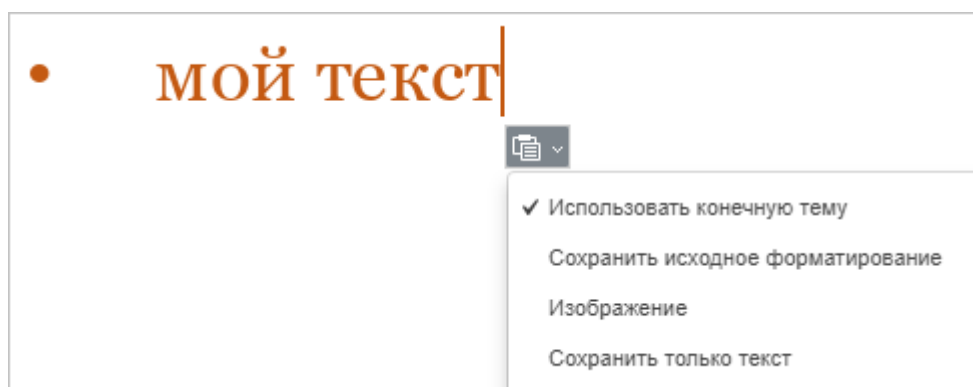 • мой текст
✓ Использовать конечную тему
Сохранить исходное форматирование
Изображение
Сохранить только текст